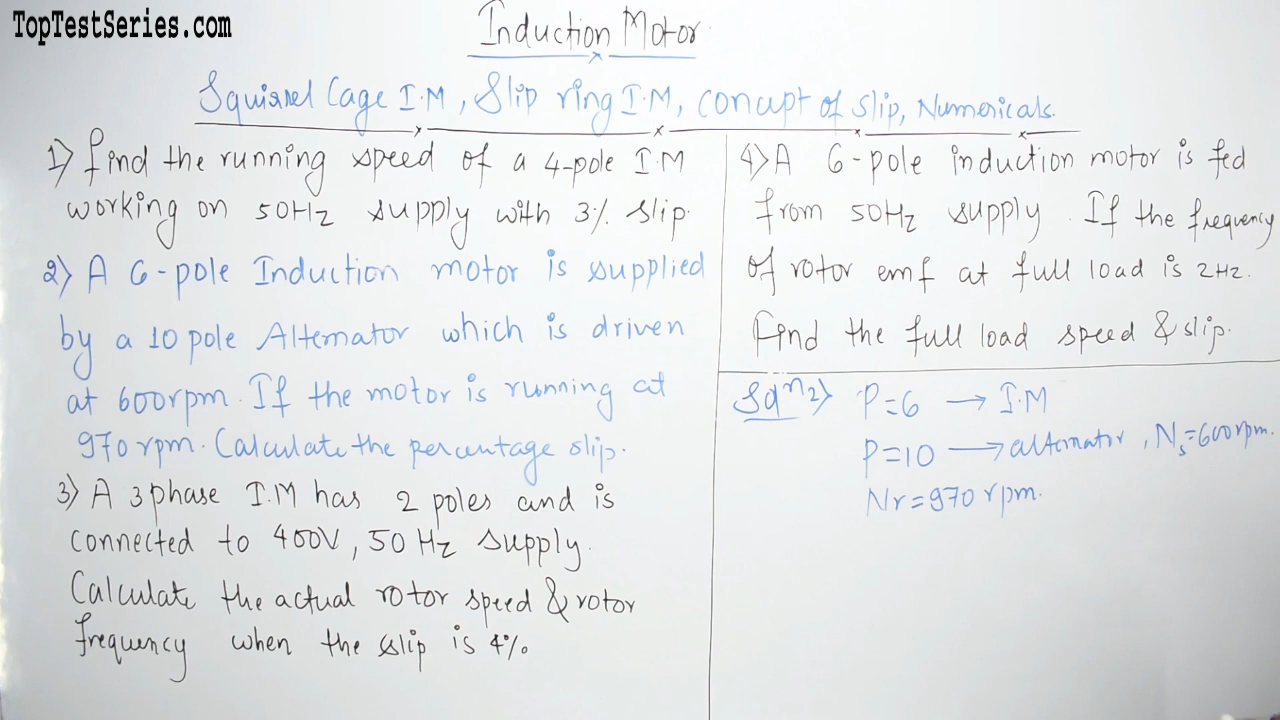 TopTestSeries.com
Induction Motor
Squirrel Cage I.M, Slip ring I.M, concept of slip, Numericals.
1) find the running speed of a 4-pole I.M
working on 50Hz supply with 3% slip.
2) A 6-pole Induction motor is supplied
by a 10 pole Alternator which is driven
at 600rpm. If the motor is running at
970 rpm. Calculate the percentage slip.
3) A 3 phase I.M has 2 poles and is
connected to 400V, 50 Hz supply.
Calculate the actual rotor speed & rotor
frequency when the slip is 4%
4) A 6-pole induction motor is fed
from 50Hz supply. If the frequency
of rotor emf at full load is 2Hz.
Find the full load speed & slip.
Sqⁿ2) P=6 → I.M
P=10 → alternator, Ns=600rpm.
Nr=970 rpm.